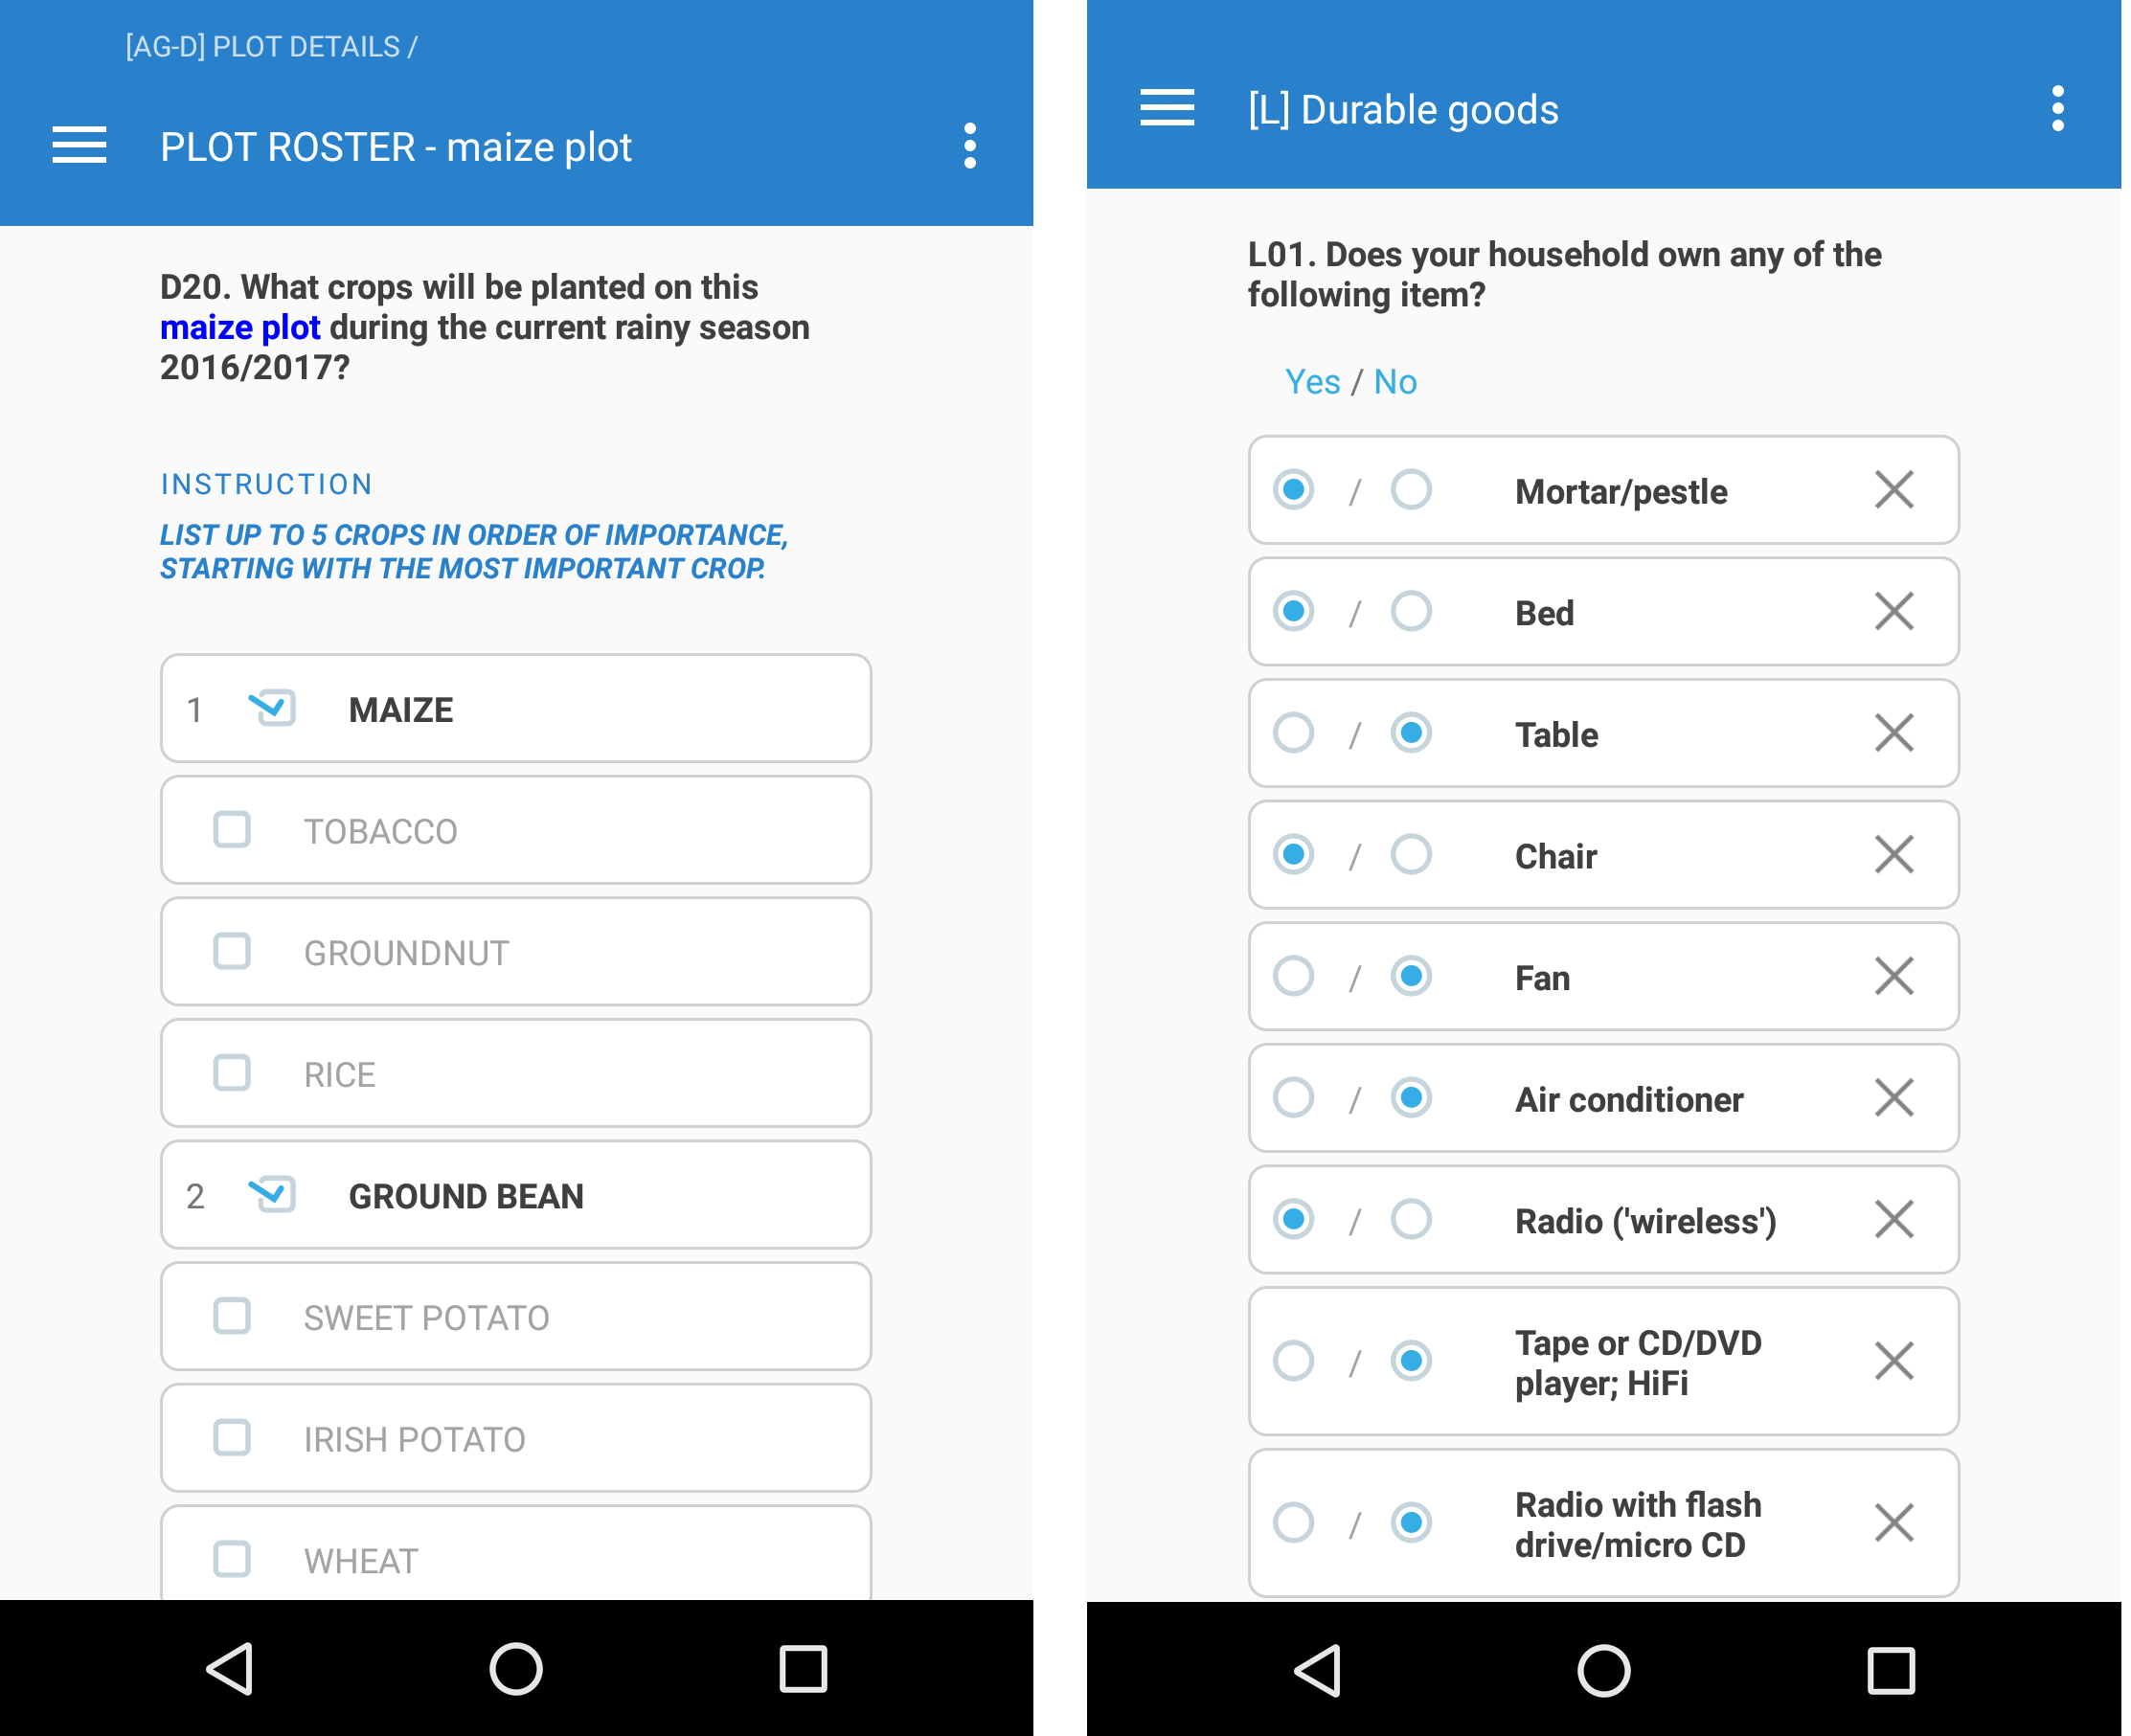 [AG-D] PLOT DETAILS /
PLOT ROSTER - maize plot
D20. What crops will be planted on this
maize plot during the current rainy season
2016/2017?
INSTRUCTION
LIST UP TO 5 CROPS IN ORDER OF IMPORTANCE,
STARTING WITH THE MOST IMPORTANT CROP.
1 MAIZE
TOBACCO
GROUNDNUT
RICE
2 GROUND BEAN
SWEET POTATO
IRISH POTATO
WHEAT
[L] Durable goods
L01. Does your household own any of the
following item?
Yes / No
/ Mortar/pestle
/ Bed
/ Table
/ Chair
/ Fan
/ Air conditioner
/ Radio ('wireless')
/ Tape or CD/DVD
player; HiFi
/ Radio with flash
drive/micro CD